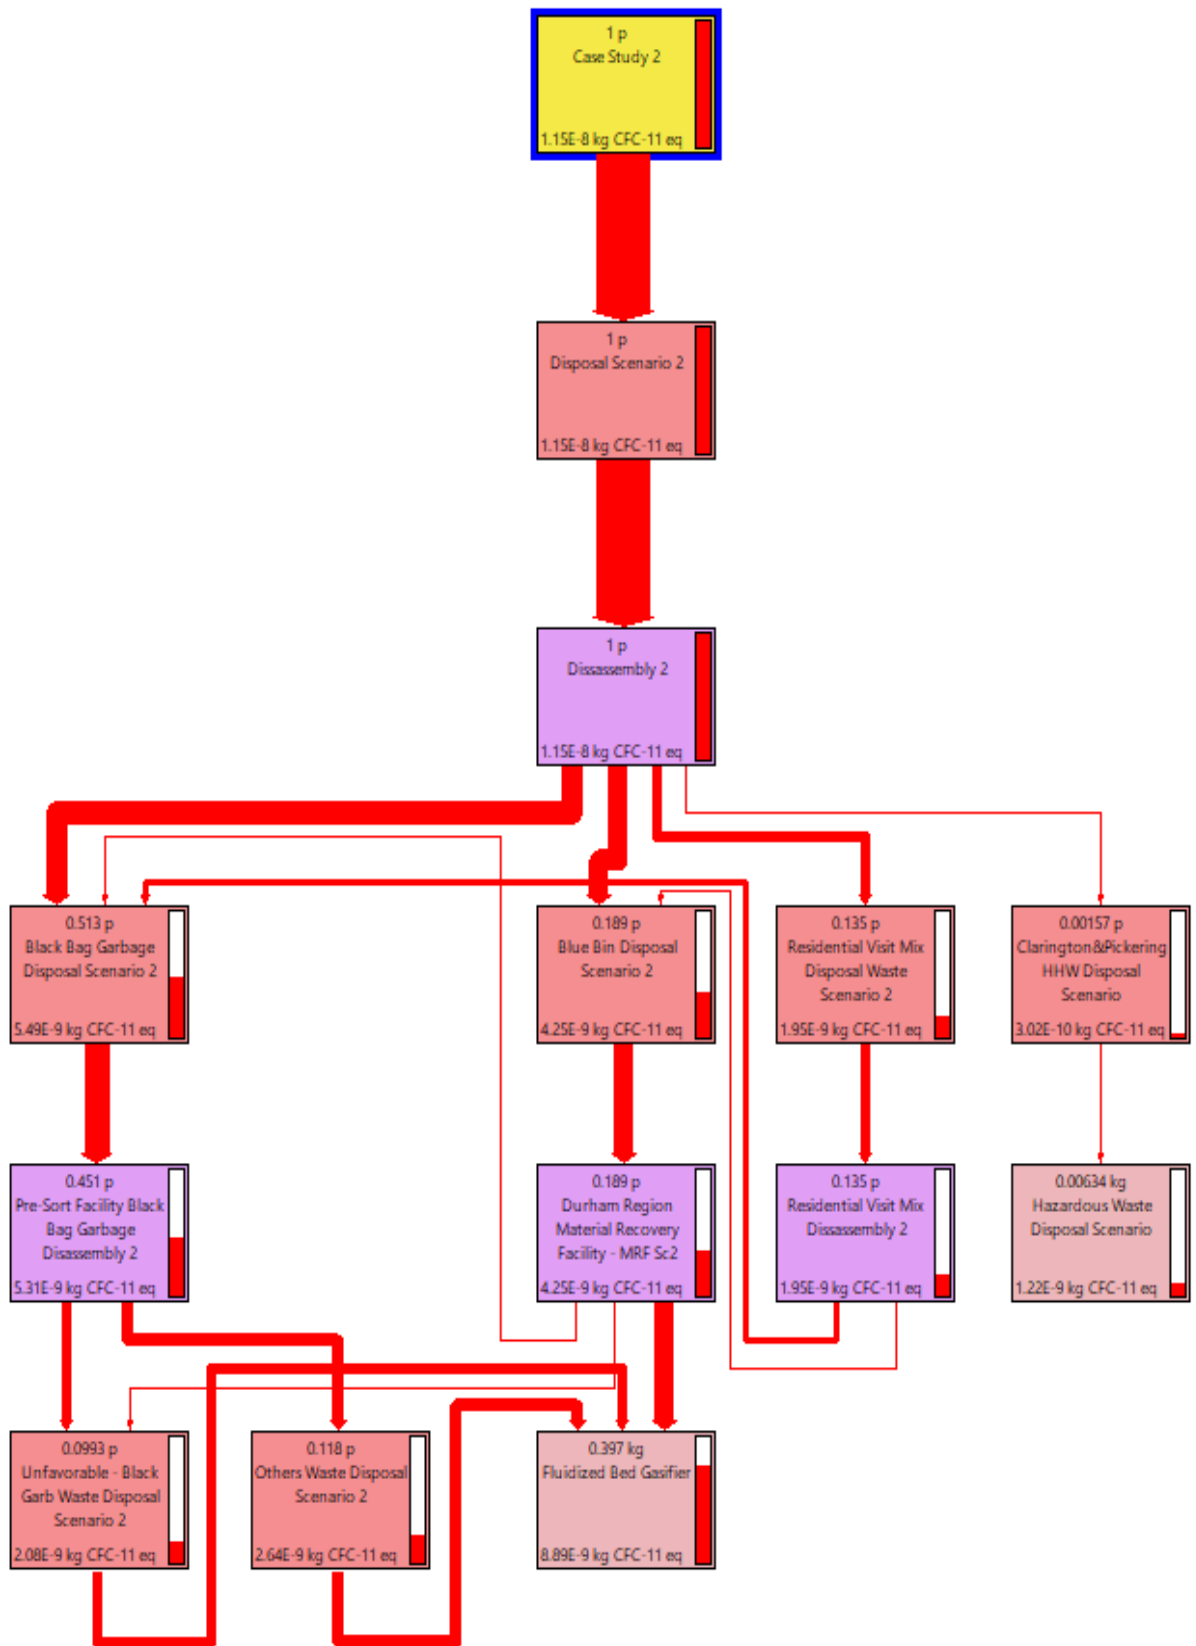 1 p
Case Study 2
1.15E-8 kg CFC-11 eq
1 p
Disposal Scenario 2
1.15E-8 kg CFC-11 eq
1 p
Dissassembly 2
1.15E-8 kg CFC-11 eq
0.513 p
Black Bag Garbage
Disposal Scenario 2
5.49E-9 kg CFC-11 eq
0.189 p
Blue Bin Disposal
Scenario 2
4.25E-9 kg CFC-11 eq
0.135 p
Residential Visit Mix
Disposal Waste
Scenario 2
1.95E-9 kg CFC-11 eq
0.00157 p
Clarington&Pickering
HHW Disposal
Scenario
3.02E-10 kg CFC-11 eq
0.451 p
Pre-Sort Facility Black
Bag Garbage
Disassembly 2
5.31E-9 kg CFC-11 eq
0.189 p
Durham Region
Material Recovery
Facility - MRF Sc2
4.25E-9 kg CFC-11 eq
0.135 p
Residential Visit Mix
Dissassembly 2
1.95E-9 kg CFC-11 eq
0.00634 kg
Hazardous Waste
Disposal Scenario
1.22E-9 kg CFC-11 eq
0.0993 p
Unfavorable - Black
Garb Waste Disposal
Scenario 2
2.08E-9 kg CFC-11 eq
0.118 p
Others Waste Disposal
Scenario 2
2.64E-9 kg CFC-11 eq
0.397 kg
Fluidized Bed Gasifier
8.89E-9 kg CFC-11 eq